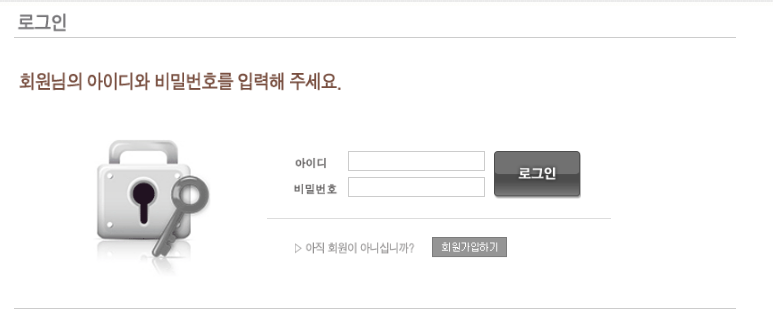 로그인
회원님의 아이디와 비밀번호를 입력해 주세요.
아이디
비밀번호
로그인
▷ 아직 회원이 아니십니까?
회원가입하기